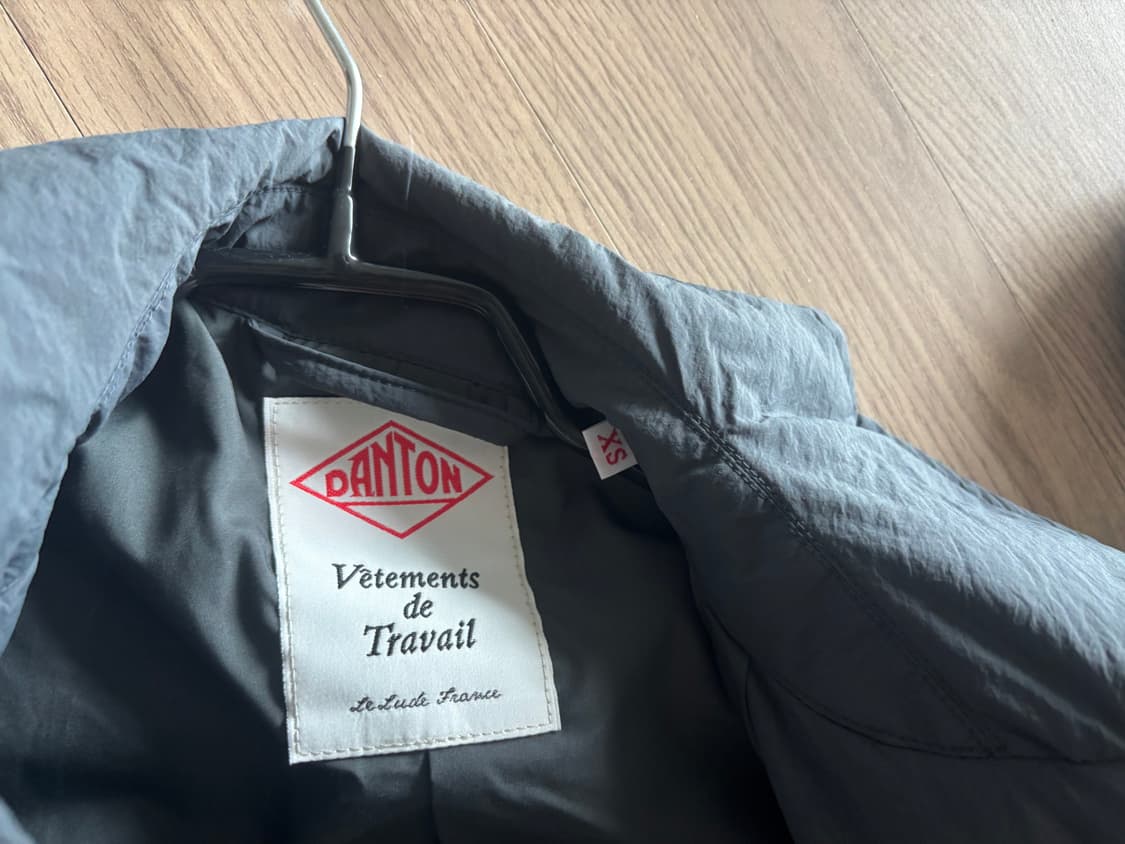 DANTON
Vêtements
de
Travail
Le Lude France
XS